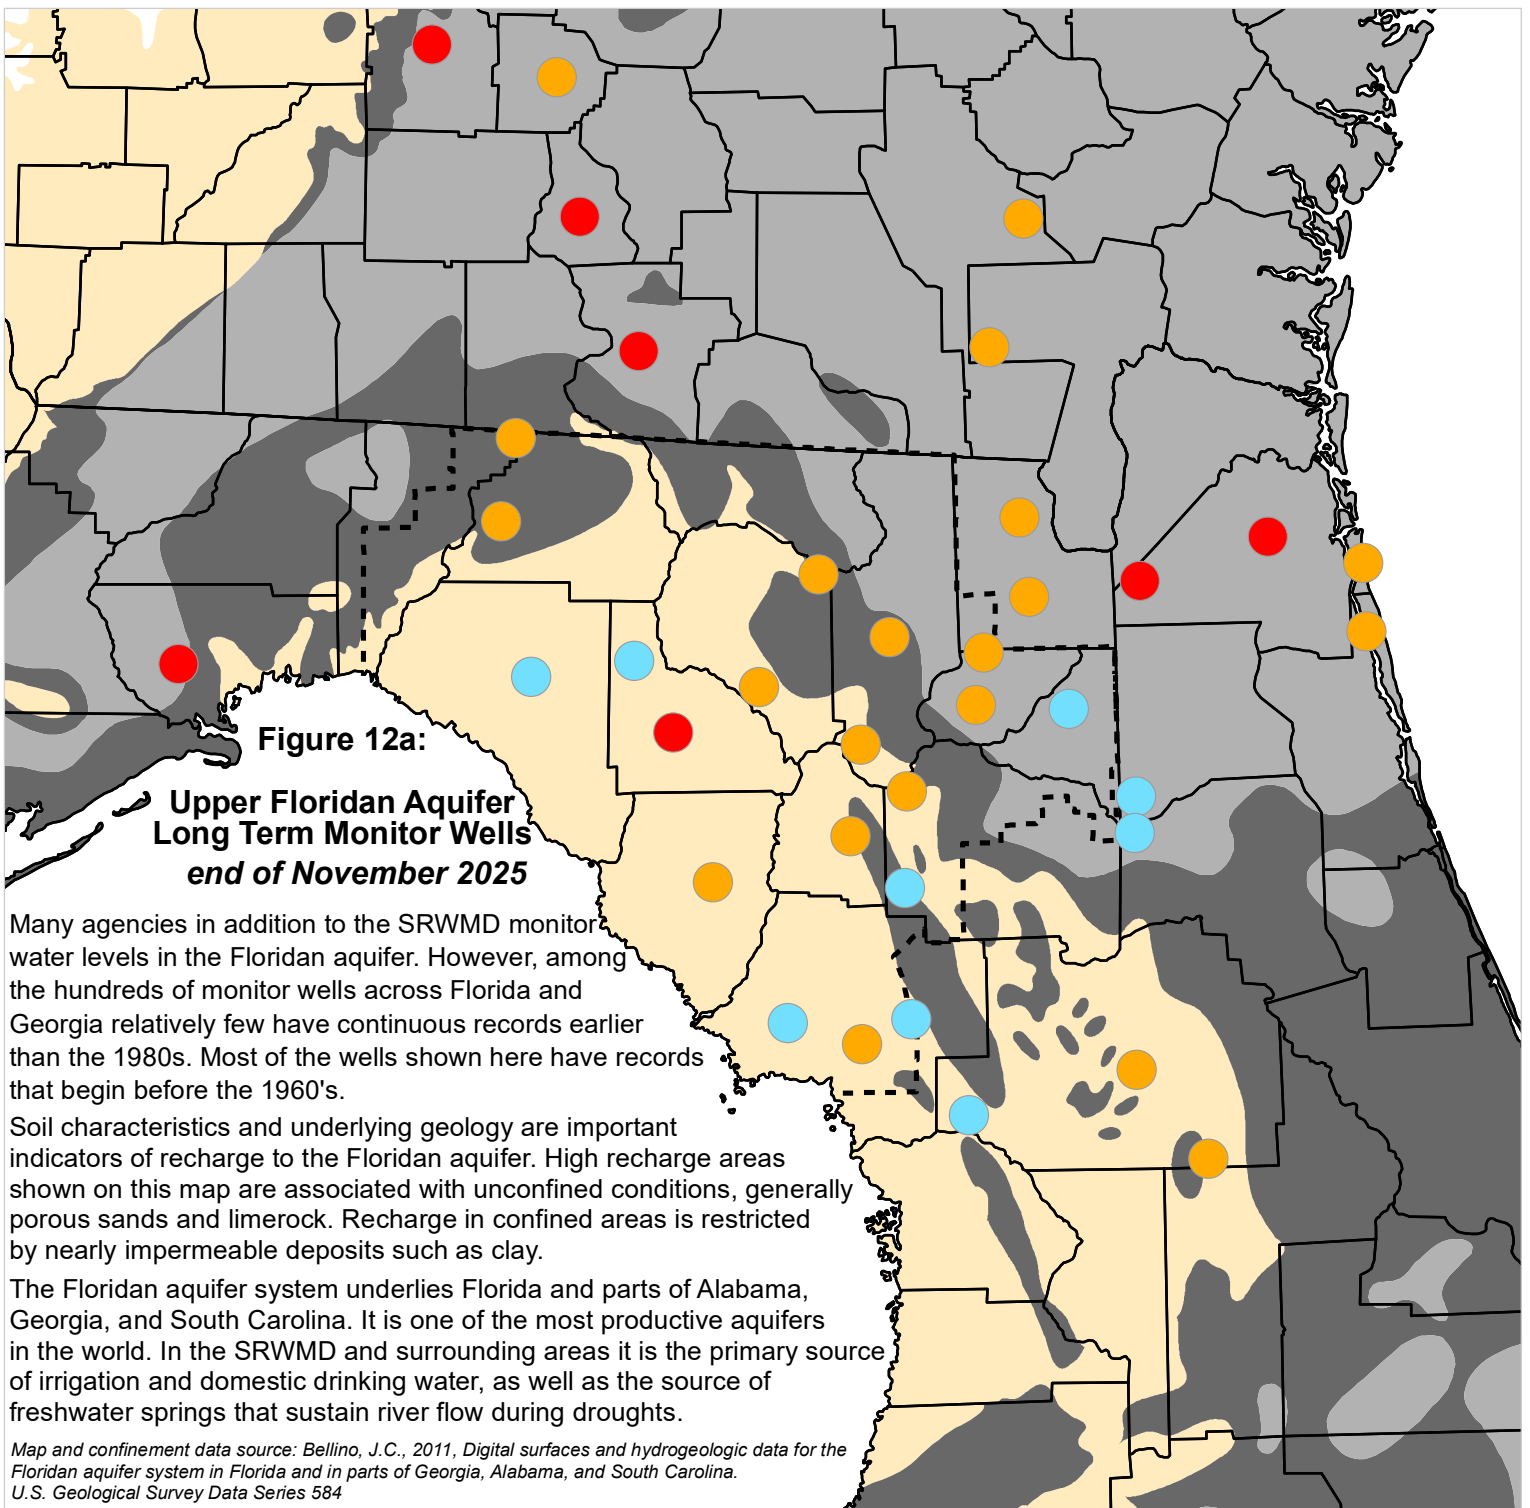 Figure 12a:
Upper Floridan Aquifer
Long Term Monitor Wells
end of November 2025
Many agencies in addition to the SRWMD monitor
water levels in the Floridan aquifer. However, among
the hundreds of monitor wells across Florida and
Georgia relatively few have continuous records earlier
than the 1980s. Most of the wells shown here have records
that begin before the 1960's.
Soil characteristics and underlying geology are important
indicators of recharge to the Floridan aquifer. High recharge areas
shown on this map are associated with unconfined conditions, generally
porous sands and limerock. Recharge in confined areas is restricted
by nearly impermeable deposits such as clay.
The Floridan aquifer system underlies Florida and parts of Alabama,
Georgia, and South Carolina. It is one of the most productive aquifers
in the world. In the SRWMD and surrounding areas it is the primary source
of irrigation and domestic drinking water, as well as the source of
freshwater springs that sustain river flow during droughts.
Map and confinement data source: Bellino, J.C., 2011, Digital surfaces and hydrogeologic data for the
Floridan aquifer system in Florida and in parts of Georgia, Alabama, and South Carolina.
U.S. Geological Survey Data Series 584